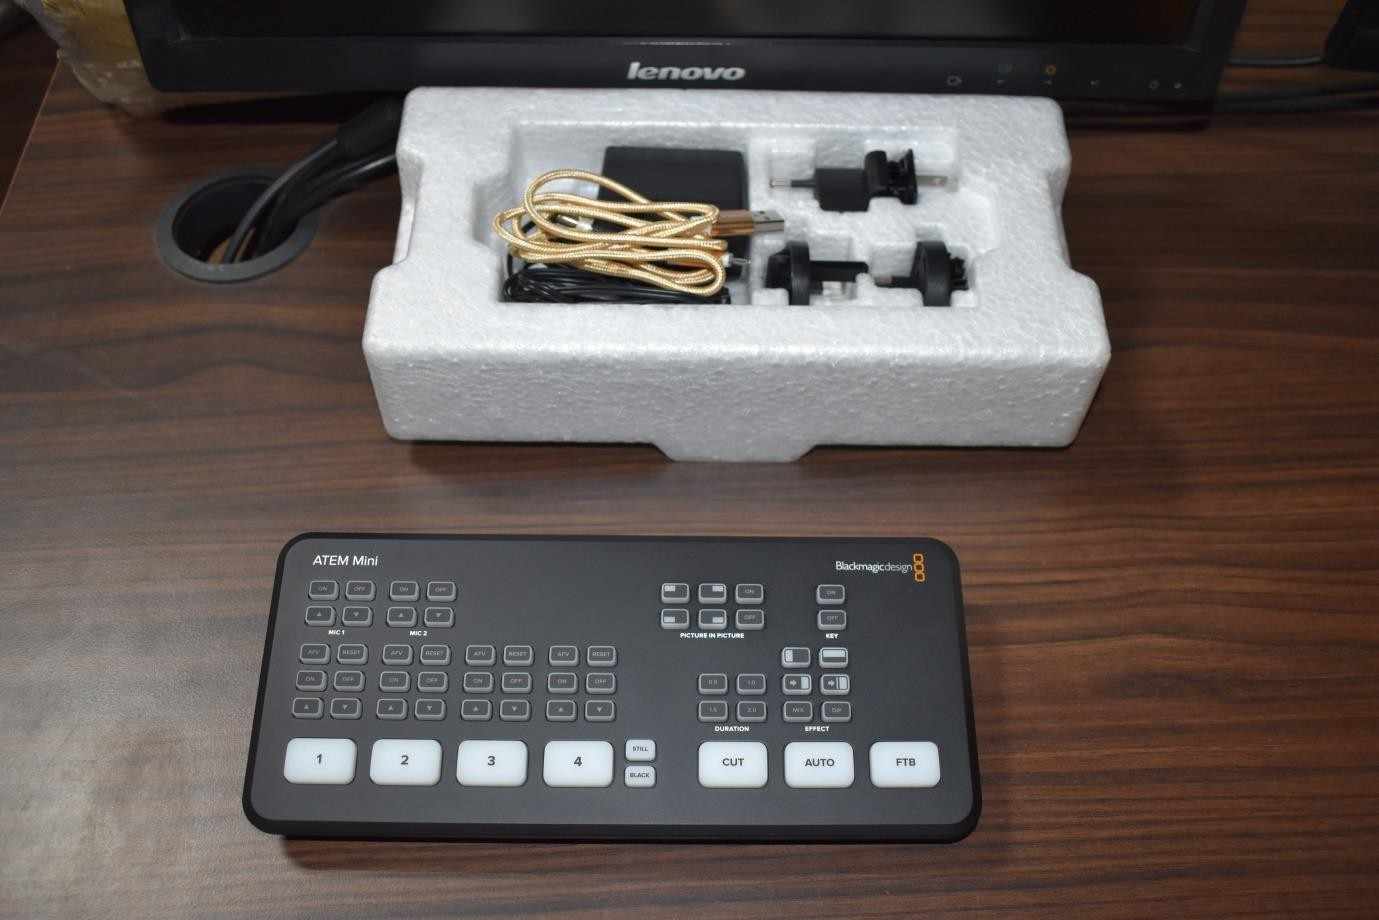 lenovo
ATEM Mini
Blackmagicdesign
ON OFF ON OFF
ON
ON
MIC 1 MIC 2
OFF
OFF
PICTURE IN PICTURE
KEY
AFV RESET AFV RESET AFV RESET AFV RESET
ON OFF ON OFF ON OFF ON OFF
0.5 1.0
1.5 2.0
MIX DIP
DURATION
EFFECT
1 2 3 4
STILL
BLACK
CUT AUTO FTB